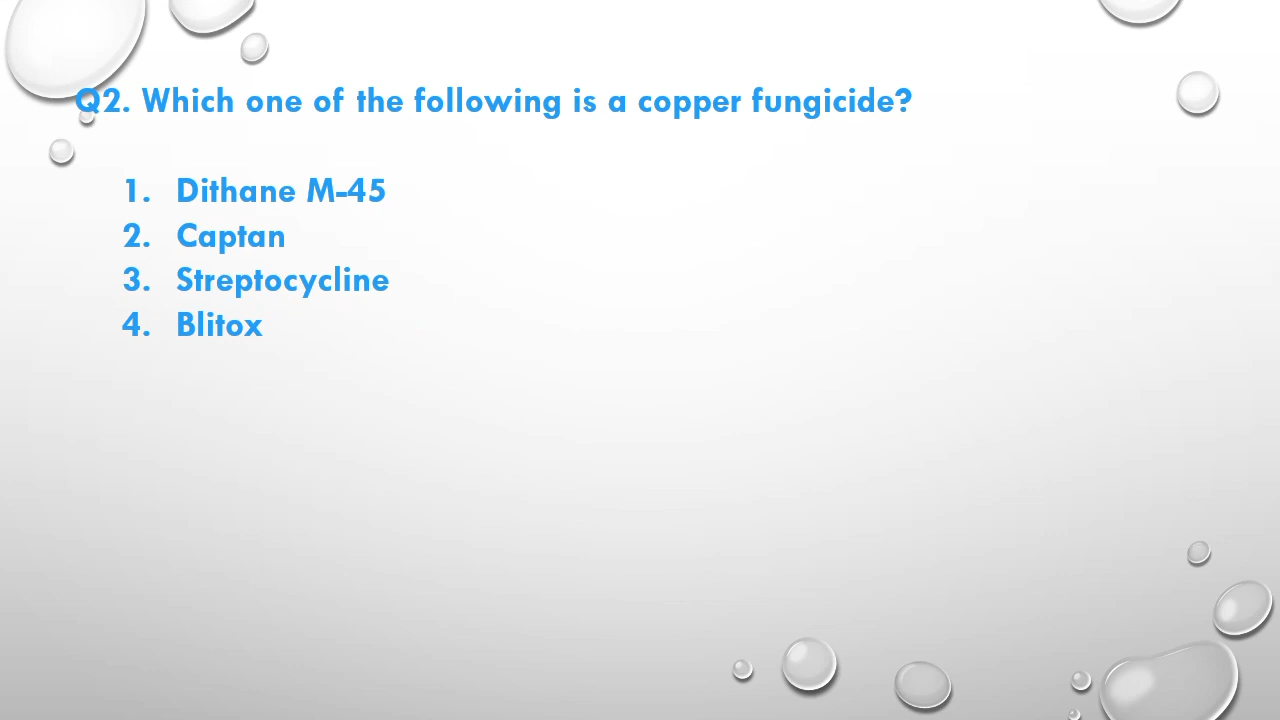 Q2. Which one of the following is a copper fungicide?
1. Dithane M-45
2. Captan
3. Streptocycline
4. Blitox